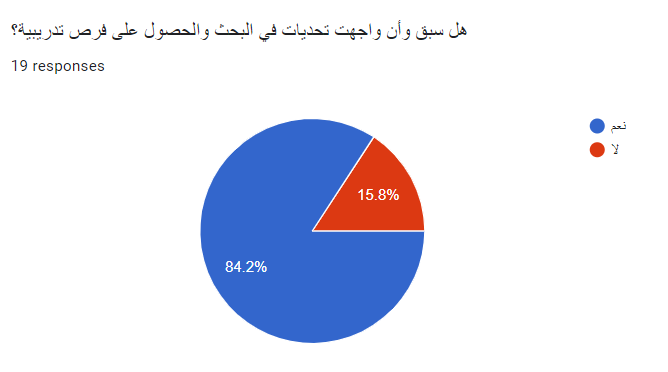 هل سبق وأن واجهت تحديات في البحث والحصول على فرص تدريبية؟
19 responses
نعم
لا
15.8%
84.2%